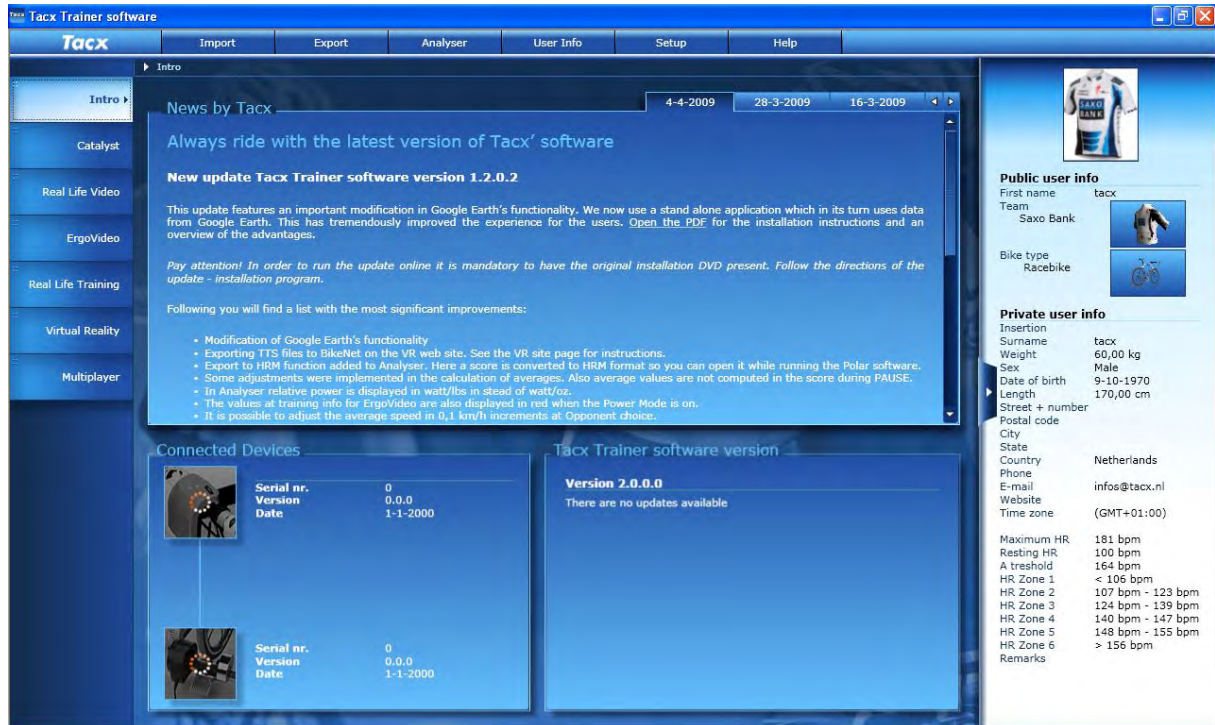 Tacx Trainer software
Tacx
Import
Export
Analyser
User Info
Setup
Help
Intro
Catalyst
Real Life Video
ErgoVideo
Real Life Training
Virtual Reality
Multiplayer
Intro
News by Tacx
4-4-2009
28-3-2009
16-3-2009
Always ride with the latest version of Tacx' software
New update Tacx Trainer software version 1.2.0.2
This update features an important modification in Google Earth's functionality. We now use a stand alone application which in its turn uses data
from Google Earth. This has tremendously improved the experience for the users. Open the PDF for the installation instructions and an
overview of the advantages.
Pay attention! In order to run the update online it is mandatory to have the original installation DVD present. Follow the directions of the
update - installation program.
Following you will find a list with the most significant improvements:
• Modification of Google Earth's functionality
• Exporting TTS files to BikeNet on the VR web site. See the VR site page for instructions.
• Export to HRM function added to Analyser. Here a score is converted to HRM format so you can open it while running the Polar software.
• Some adjustments were implemented in the calculation of averages. Also average values are not computed in the score during PAUSE.
• In Analyser relative power is displayed in watt/lbs in stead of watt/oz.
• The values at training info for ErgoVideo are also displayed in red when the Power Mode is on.
• It is possible to adjust the average speed in 0,1 km/h increments at Opponent choice.
Connected Devices
Serial nr. 0
Version 0.0.0
Date 1-1-2000
Serial nr. 0
Version 0.0.0
Date 1-1-2000
Tacx Trainer software version
Version 2.0.0.0
There are no updates available
SAXO
BANK
Public user info
First name tacx
Team
Saxo Bank
Bike type
Racebike
Private user info
Insertion
Surname tacx
Weight 60,00 kg
Sex Male
Date of birth 9-10-1970
Length 170,00 cm
Street + number
Postal code
City
State
Country Netherlands
Phone
E-mail infos@tacx.nl
Website
Time zone (GMT+01:00)
Maximum HR 181 bpm
Resting HR 100 bpm
A treshold 164 bpm
HR Zone 1 < 106 bpm
HR Zone 2 107 bpm - 123 bpm
HR Zone 3 124 bpm - 139 bpm
HR Zone 4 140 bpm - 147 bpm
HR Zone 5 148 bpm - 155 bpm
HR Zone 6 > 156 bpm
Remarks